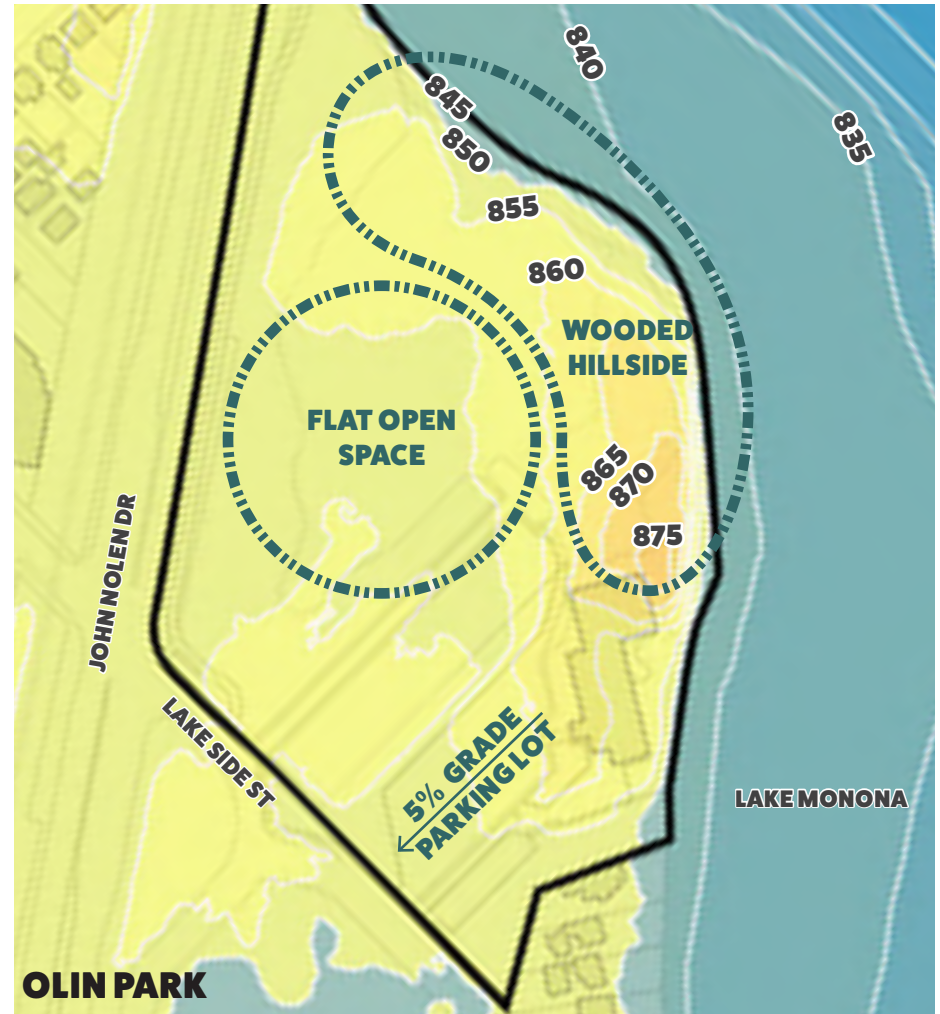 840
845
835
850
855
860
WOODED
HILLSIDE
FLAT OPEN
SPACE
865
870
875
JOHN NOLEN DR
LAKE SIDE ST
5% GRADE
PARKING LOT
LAKE MONONA
OLIN PARK